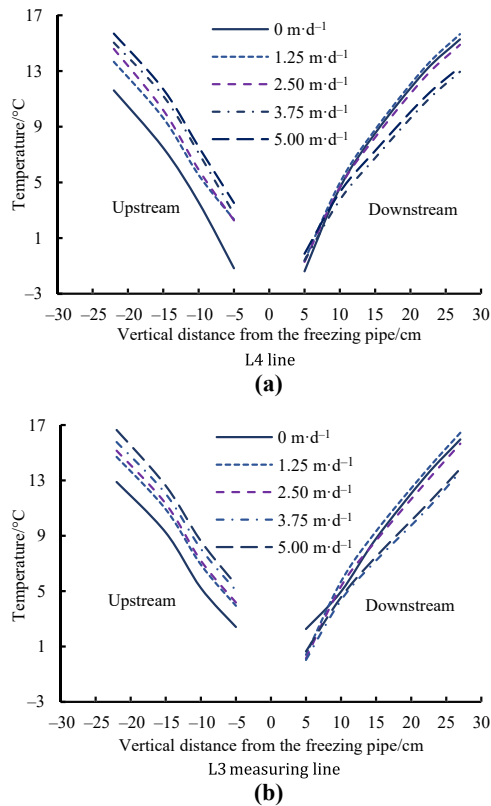 Temperature/°C
17
13
9
5
1
–3
0 m·d–1
1.25 m·d–1
2.50 m·d–1
3.75 m·d–1
5.00 m·d–1
Upstream
Downstream
–30 –25 –20 –15 –10 –5 0 5 10 15 20 25 30
Vertical distance from the freezing pipe/cm
L4 line
(a)
Temperature/°C
17
13
9
5
1
–3
0 m·d–1
1.25 m·d–1
2.50 m·d–1
3.75 m·d–1
5.00 m·d–1
Upstream
Downstream
–30 –25 –20 –15 –10 –5 0 5 10 15 20 25 30
Vertical distance from the freezing pipe/cm
L3 measuring line
(b)